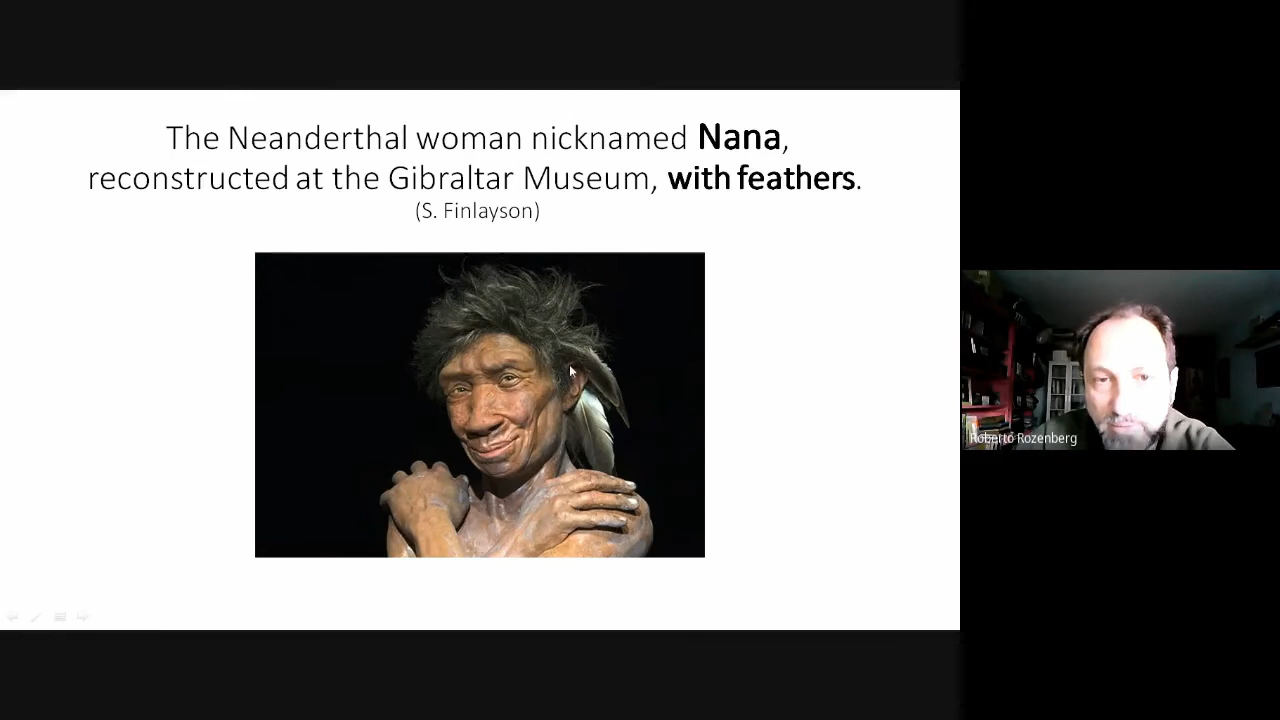 The Neanderthal woman nicknamed Nana,
reconstructed at the Gibraltar Museum, with feathers.
(S. Finlayson)
Roberto Rozenberg